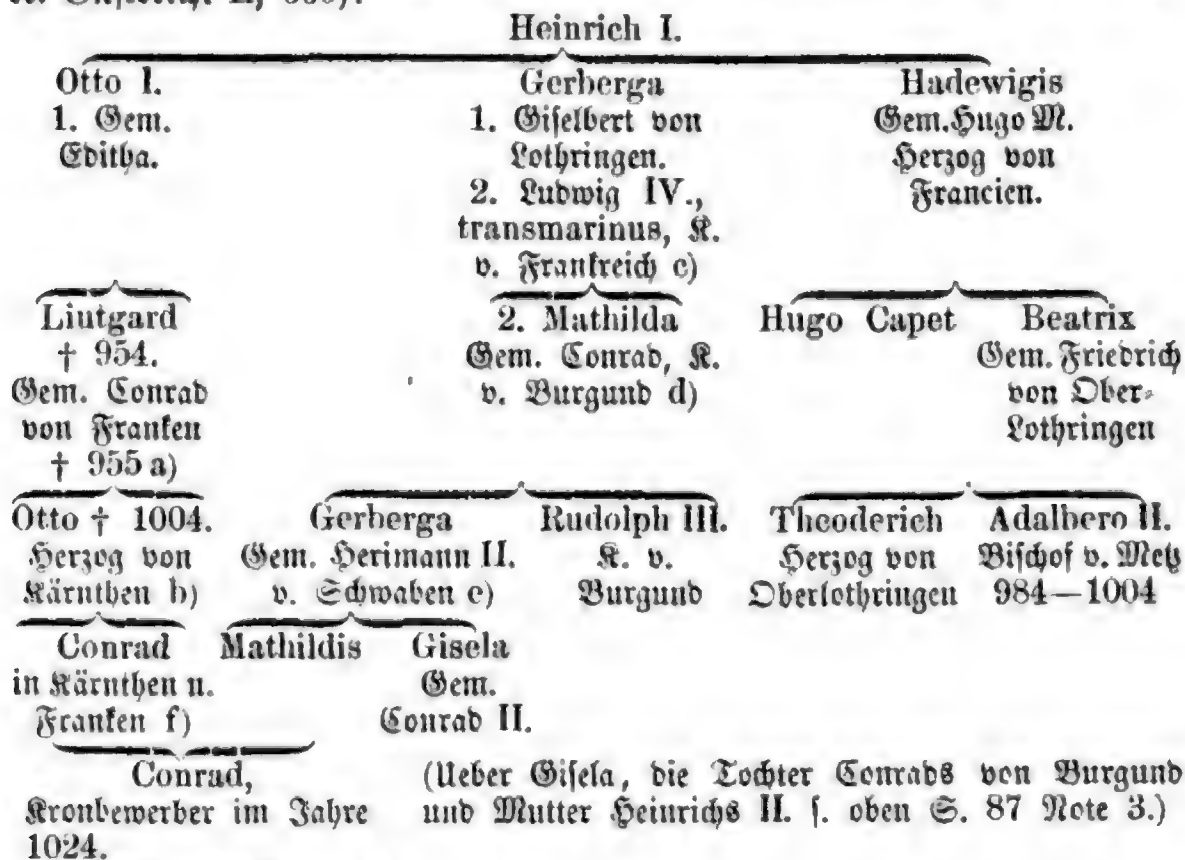 Heinrich I.
Otto I. Gerberga Hadewigis
1. Gem. 1. Giselbert von Gem. Hugo M.
Editha. Lothringen. Herzog von
2. Ludwig IV., Francien.
transmarinus, K.
v. Frankreich c)
Liutgard 2. Mathilda Hugo Capet Beatrix
† 954. Gem. Conrad, K. Gem. Friedrich
Gem. Conrad v. Burgund d) von Ober-
von Franken Lothringen
† 955 a)
Otto † 1004. Gerberga Rudolph III. Theoderich Adalbero II.
Herzog von Gem. Herimann II. K. v. Herzog von Bischof v. Metz
Kärnthen b) v. Schwaben e) Burgund Oberlothringen 984—1004
Conrad Mathildis Gisela
in Kärnthen u. Gem.
Franken f) Conrad II.
Conrad, (Ueber Gisela, die Tochter Conrads von Burgund
Kronbewerber im Jahre und Mutter Heinrichs II. s. oben S. 87 Note 3.)
1024.